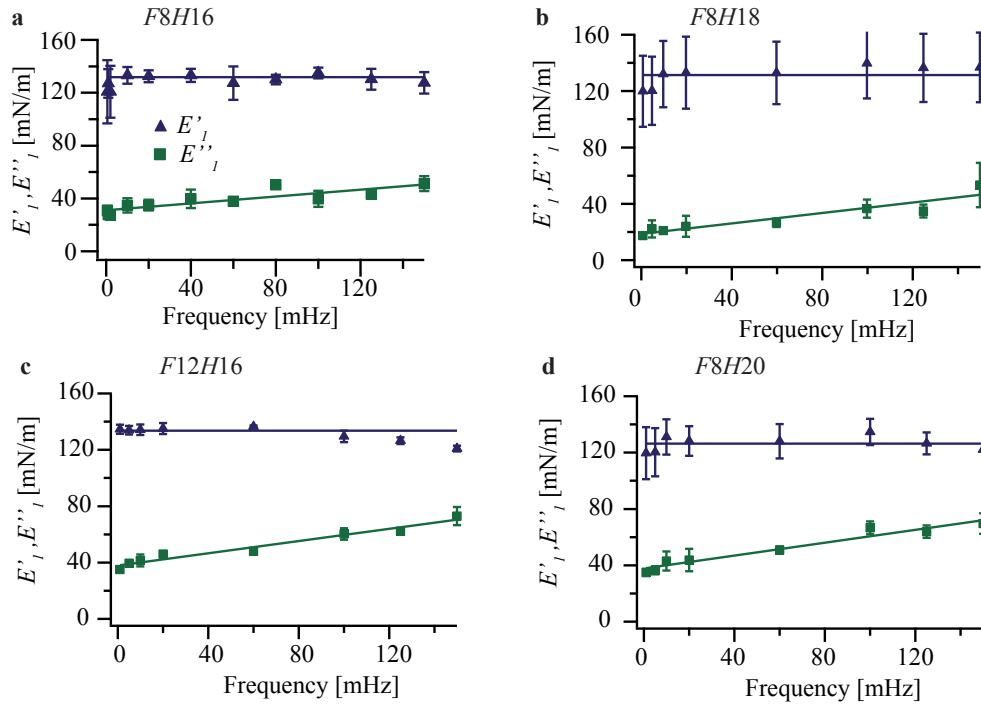 a F8H16
160
120
80
40
0
E'1 ,E''1 [mN/m]
E'1
E''1
0 40 80 120
Frequency [mHz]
b F8H18
160
120
80
40
0
E'1 ,E''1 [mN/m]
0 40 80 120
Frequency [mHz]
c F12H16
160
120
80
40
0
E'1 ,E''1 [mN/m]
0 40 80 120
Frequency [mHz]
d F8H20
160
120
80
40
0
E'1 ,E''1 [mN/m]
0 40 80 120
Frequency [mHz]